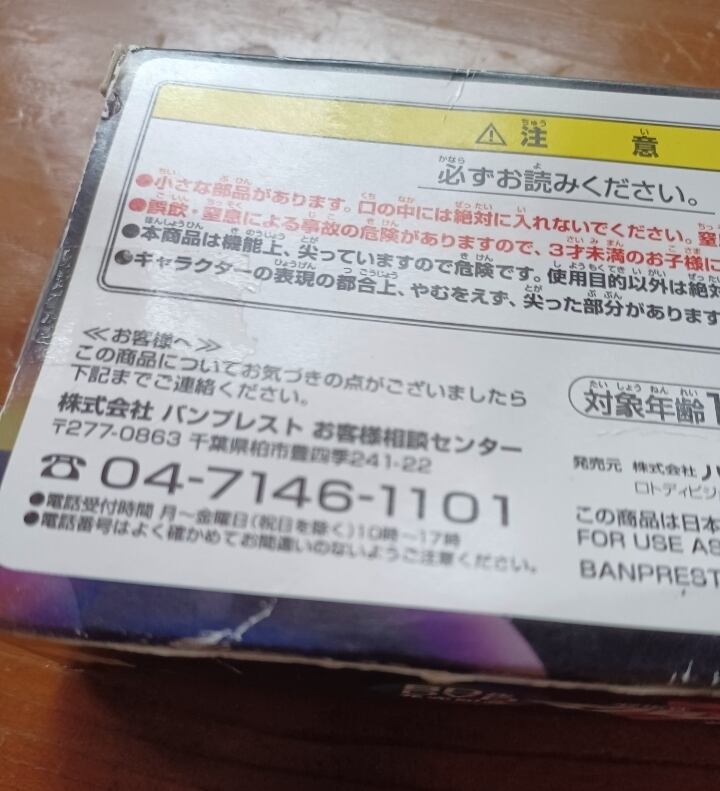 ⚠注意
必ずお読みください。
●小さな部品があります。口の中には絶対に入れないでください。窒
●誤飲・窒息による事故の危険がありますので、3才未満のお子様に
●本商品は機能上、尖っていますので危険です。使用目的以外は絶対
●キャラクターの表現の都合上、やむをえず、尖った部分があります
≪お客様へ≫
この商品についてお気づきの点がございましたら
下記までご連絡ください。
株式会社 バンプレスト お客様相談センター
〒277-0863 千葉県柏市豊四季241-22
☎04-7146-1101
●電話受付時間 月〜金曜日(祝日を除く)10時〜17時
●電話番号はよく確かめてお間違いのないようご注意ください。
対象年齢1
発売元 株式会社バ
ロトディビジ
この商品は日本
FOR USE AS
BANPREST